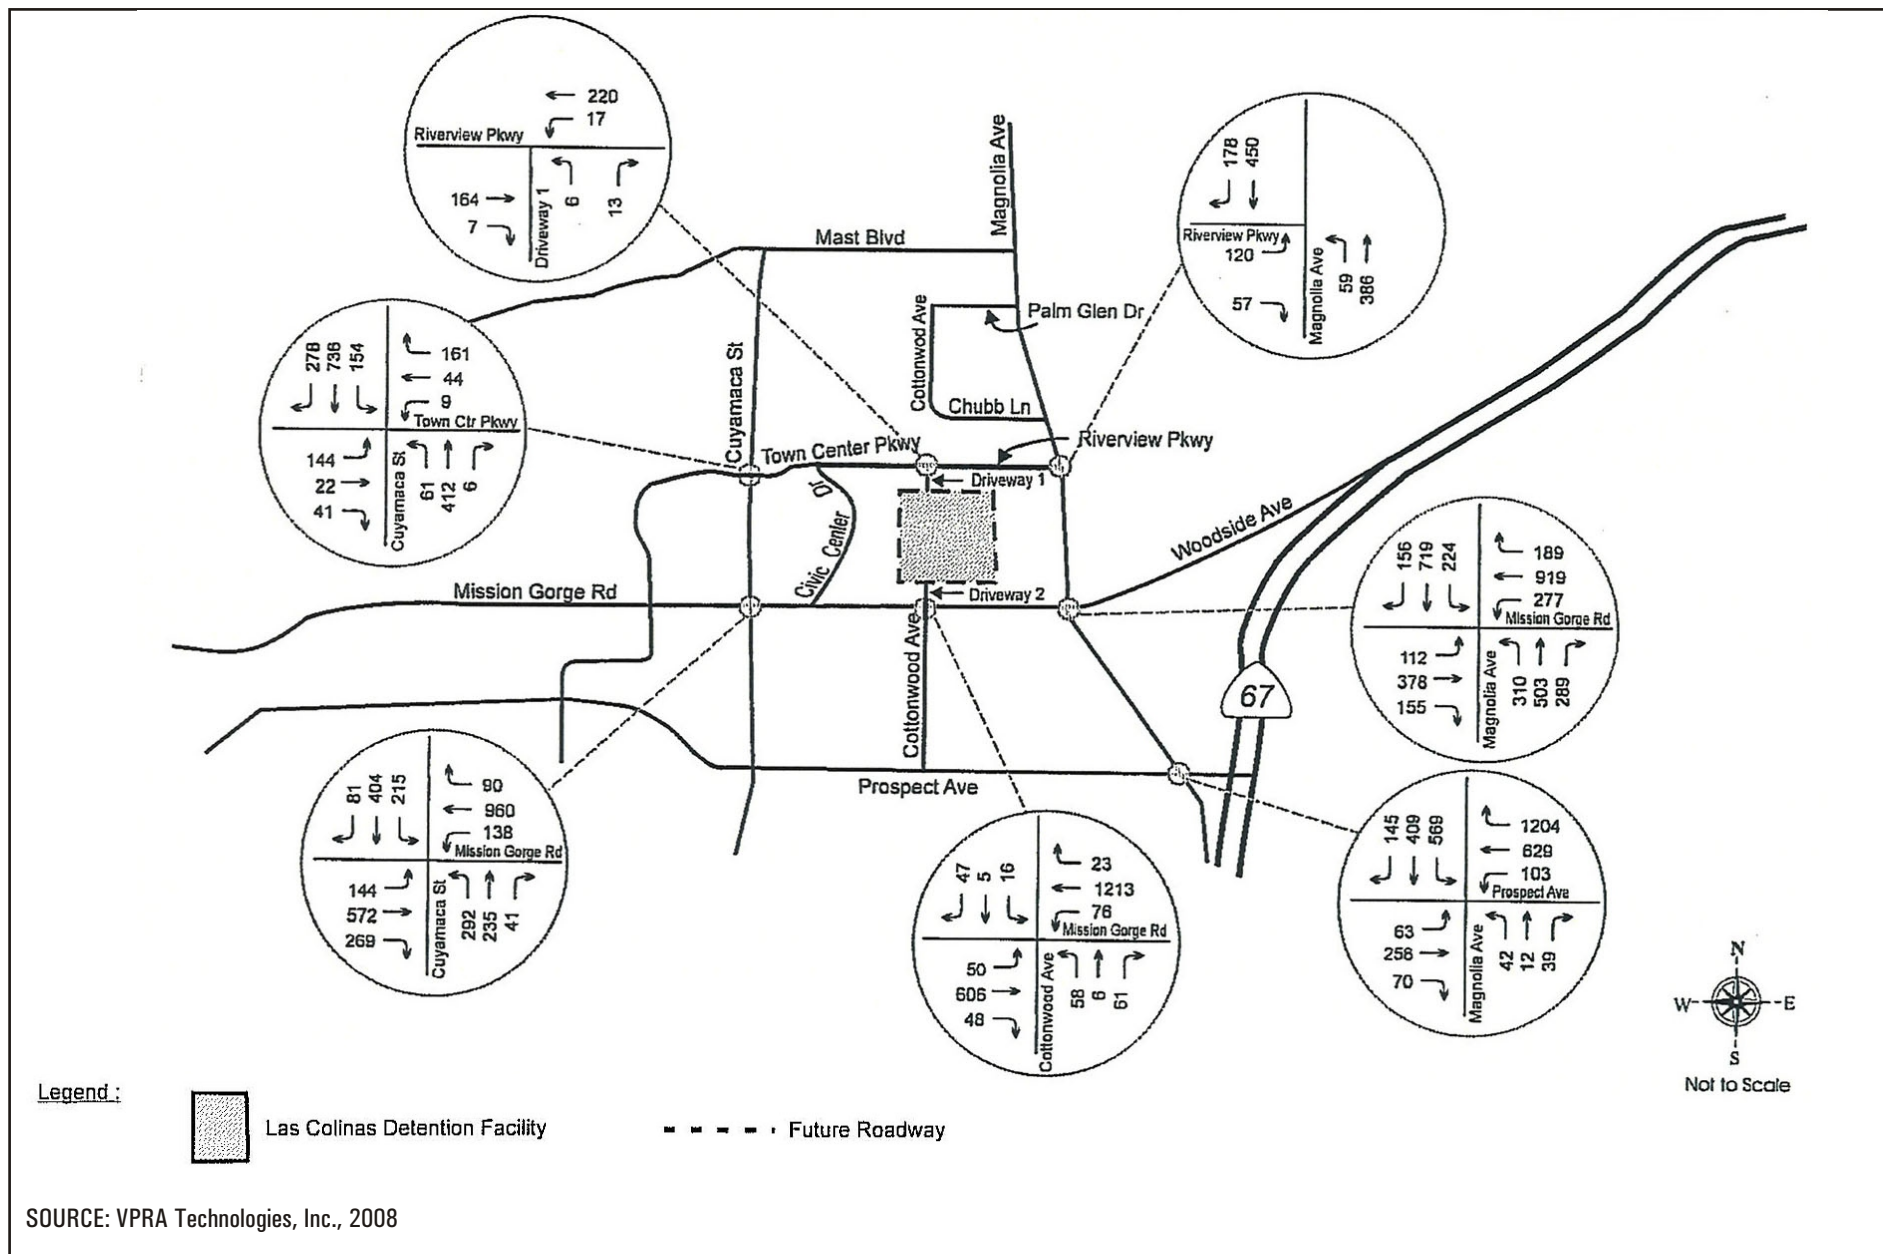 220
17
Riverview Pkwy
164
7
Driveway 1
6
13
178
450
Riverview Pkwy
120
57
Magnolia Ave
59
386
Magnolia Ave
Mast Blvd
Cottonwood Ave
Palm Glen Dr
Chubb Ln
278
736
154
161
44
9
Town Ctr Pkwy
144
22
41
Cuyamaca St
61
412
6
Cuyamaca St
Town Center Pkwy
Riverview Pkwy
Driveway 1
Civic Center Dr
Woodside Ave
Mission Gorge Rd
Driveway 2
Cottonwood Ave
Prospect Ave
67
156
719
224
189
919
277
Mission Gorge Rd
112
378
155
Magnolia Ave
310
503
289
81
404
215
90
960
138
Mission Gorge Rd
144
572
269
Cuyamaca St
292
235
41
47
5
16
23
1213
76
Mission Gorge Rd
50
606
48
Cottonwood Ave
58
6
61
145
409
569
1204
629
103
Prospect Ave
63
258
70
Magnolia Ave
42
12
39
N
W E
S
Not to Scale
Legend :
Las Colinas Detention Facility
Future Roadway
SOURCE: VPRA Technologies, Inc., 2008